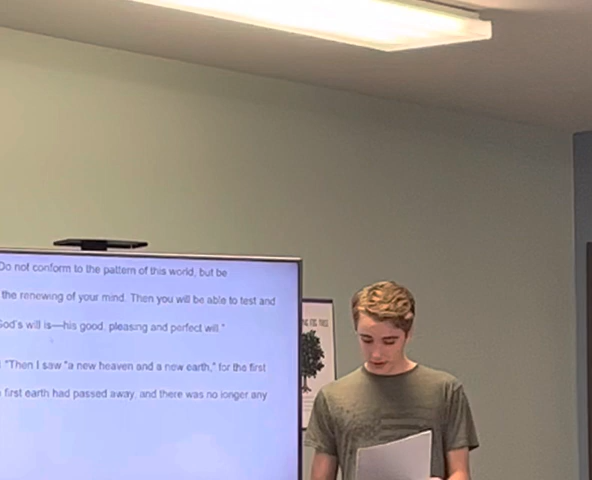 Do not conform to the pattern of this world, but be
the renewing of your mind. Then you will be able to test and
God's will is—his good, pleasing and perfect will."
"Then I saw "a new heaven and a new earth," for the first
first earth had passed away, and there was no longer any
FIG TREE